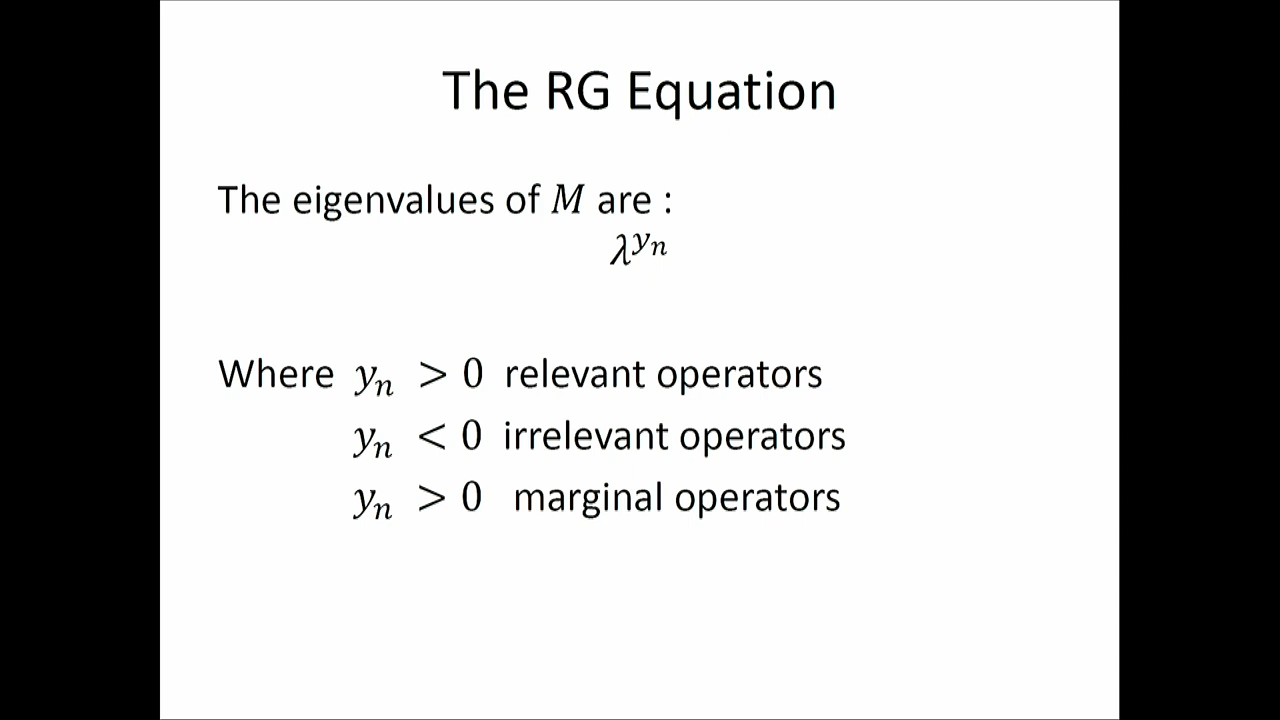 The RG Equation
The eigenvalues of M are :
λ^{y_n}
Where y_n > 0 relevant operators
y_n < 0 irrelevant operators
y_n > 0 marginal operators